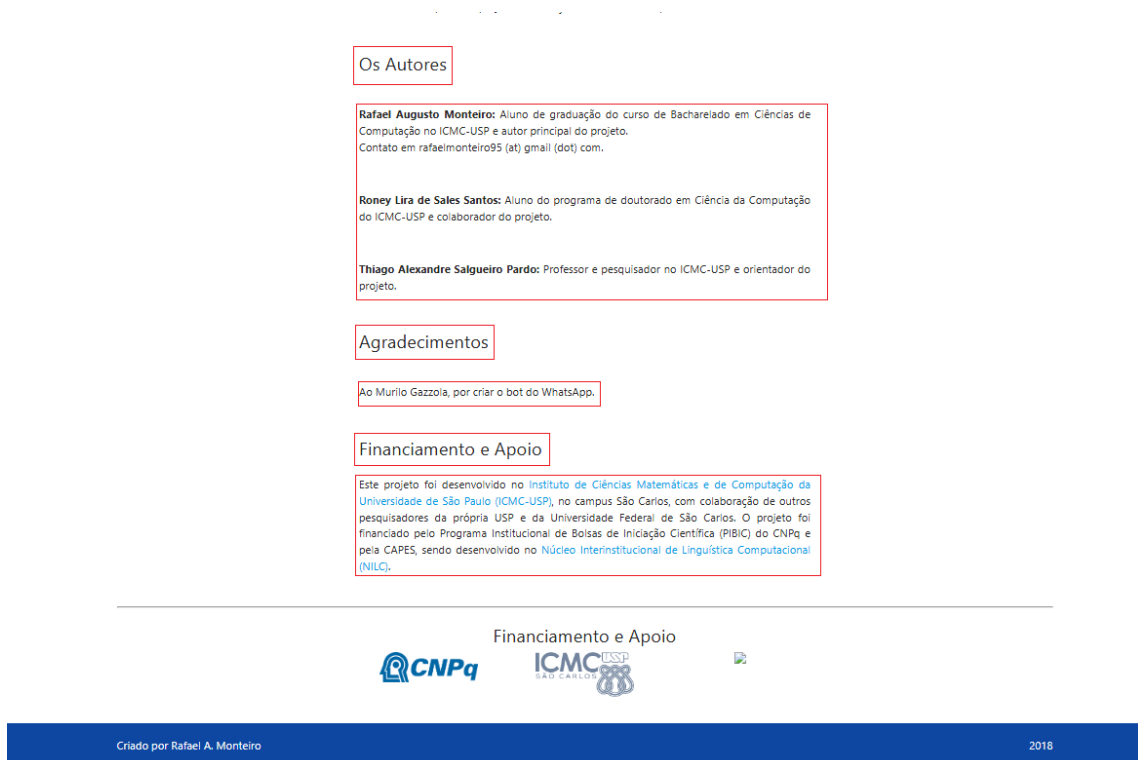 Os Autores
Rafael Augusto Monteiro: Aluno de graduação do curso de Bacharelado em Ciências de
Computação no ICMC-USP e autor principal do projeto.
Contato em rafaelmonteiro95 (at) gmail (dot) com.
Roney Lira de Sales Santos: Aluno do programa de doutorado em Ciência da Computação
do ICMC-USP e colaborador do projeto.
Thiago Alexandre Salgueiro Pardo: Professor e pesquisador no ICMC-USP e orientador do
projeto.
Agradecimentos
Ao Murilo Gazzola, por criar o bot do WhatsApp.
Financiamento e Apoio
Este projeto foi desenvolvido no Instituto de Ciências Matemáticas e de Computação da
Universidade de São Paulo (ICMC-USP), no campus São Carlos, com colaboração de outros
pesquisadores da própria USP e da Universidade Federal de São Carlos. O projeto foi
financiado pelo Programa Institucional de Bolsas de Iniciação Científica (PIBIC) do CNPq e
pela CAPES, sendo desenvolvido no Núcleo Interinstitucional de Linguística Computacional
(NILC).
Financiamento e Apoio
CNPq
ICMC USP
SÃO CARLOS
Criado por Rafael A. Monteiro
2018